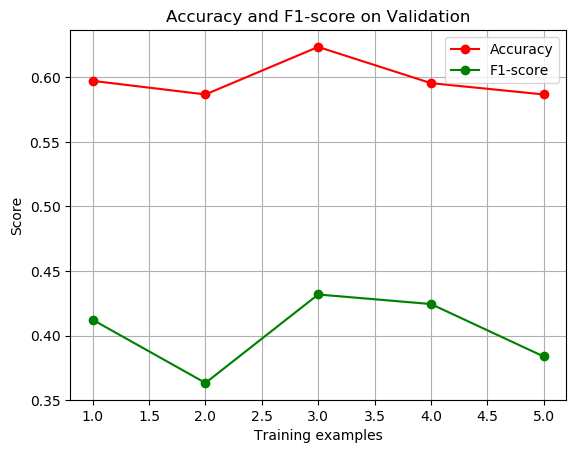 Accuracy and F1-score on Validation
Accuracy
F1-score
Score
0.60
0.55
0.50
0.45
0.40
0.35
1.0 1.5 2.0 2.5 3.0 3.5 4.0 4.5 5.0
Training examples